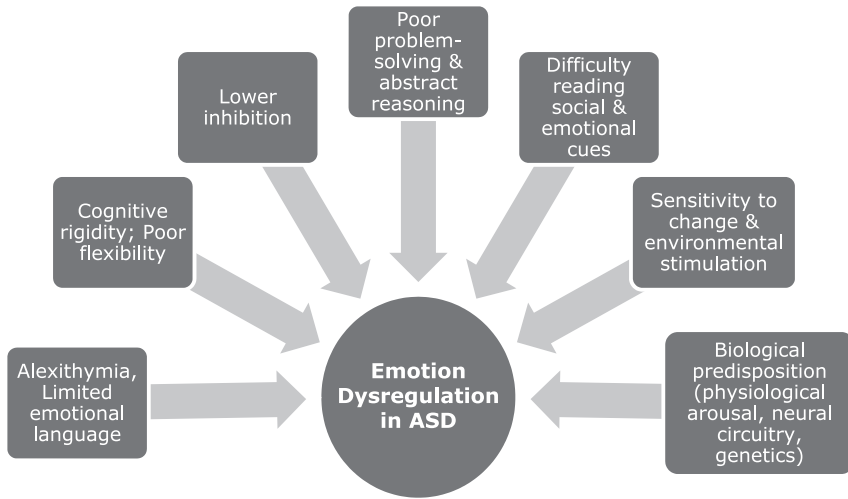 Poor
problem-
solving &
abstract
reasoning
Lower
inhibition
Difficulty
reading
social &
emotional
cues
Cognitive
rigidity; Poor
flexibility
Sensitivity to
change &
environmental
stimulation
Alexithymia,
Limited
emotional
language
Emotion
Dysregulation
in ASD
Biological
predisposition
(physiological
arousal, neural
circuitry,
genetics)